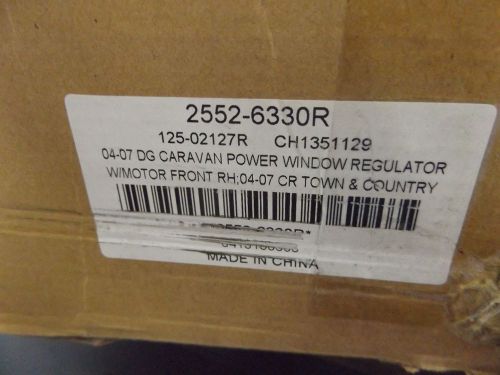 2552-6330R
125-02127R CH1351129
04-07 DG CARAVAN POWER WINDOW REGULATOR
W/MOTOR FRONT RH;04-07 CR TOWN & COUNTRY
MADE IN CHINA